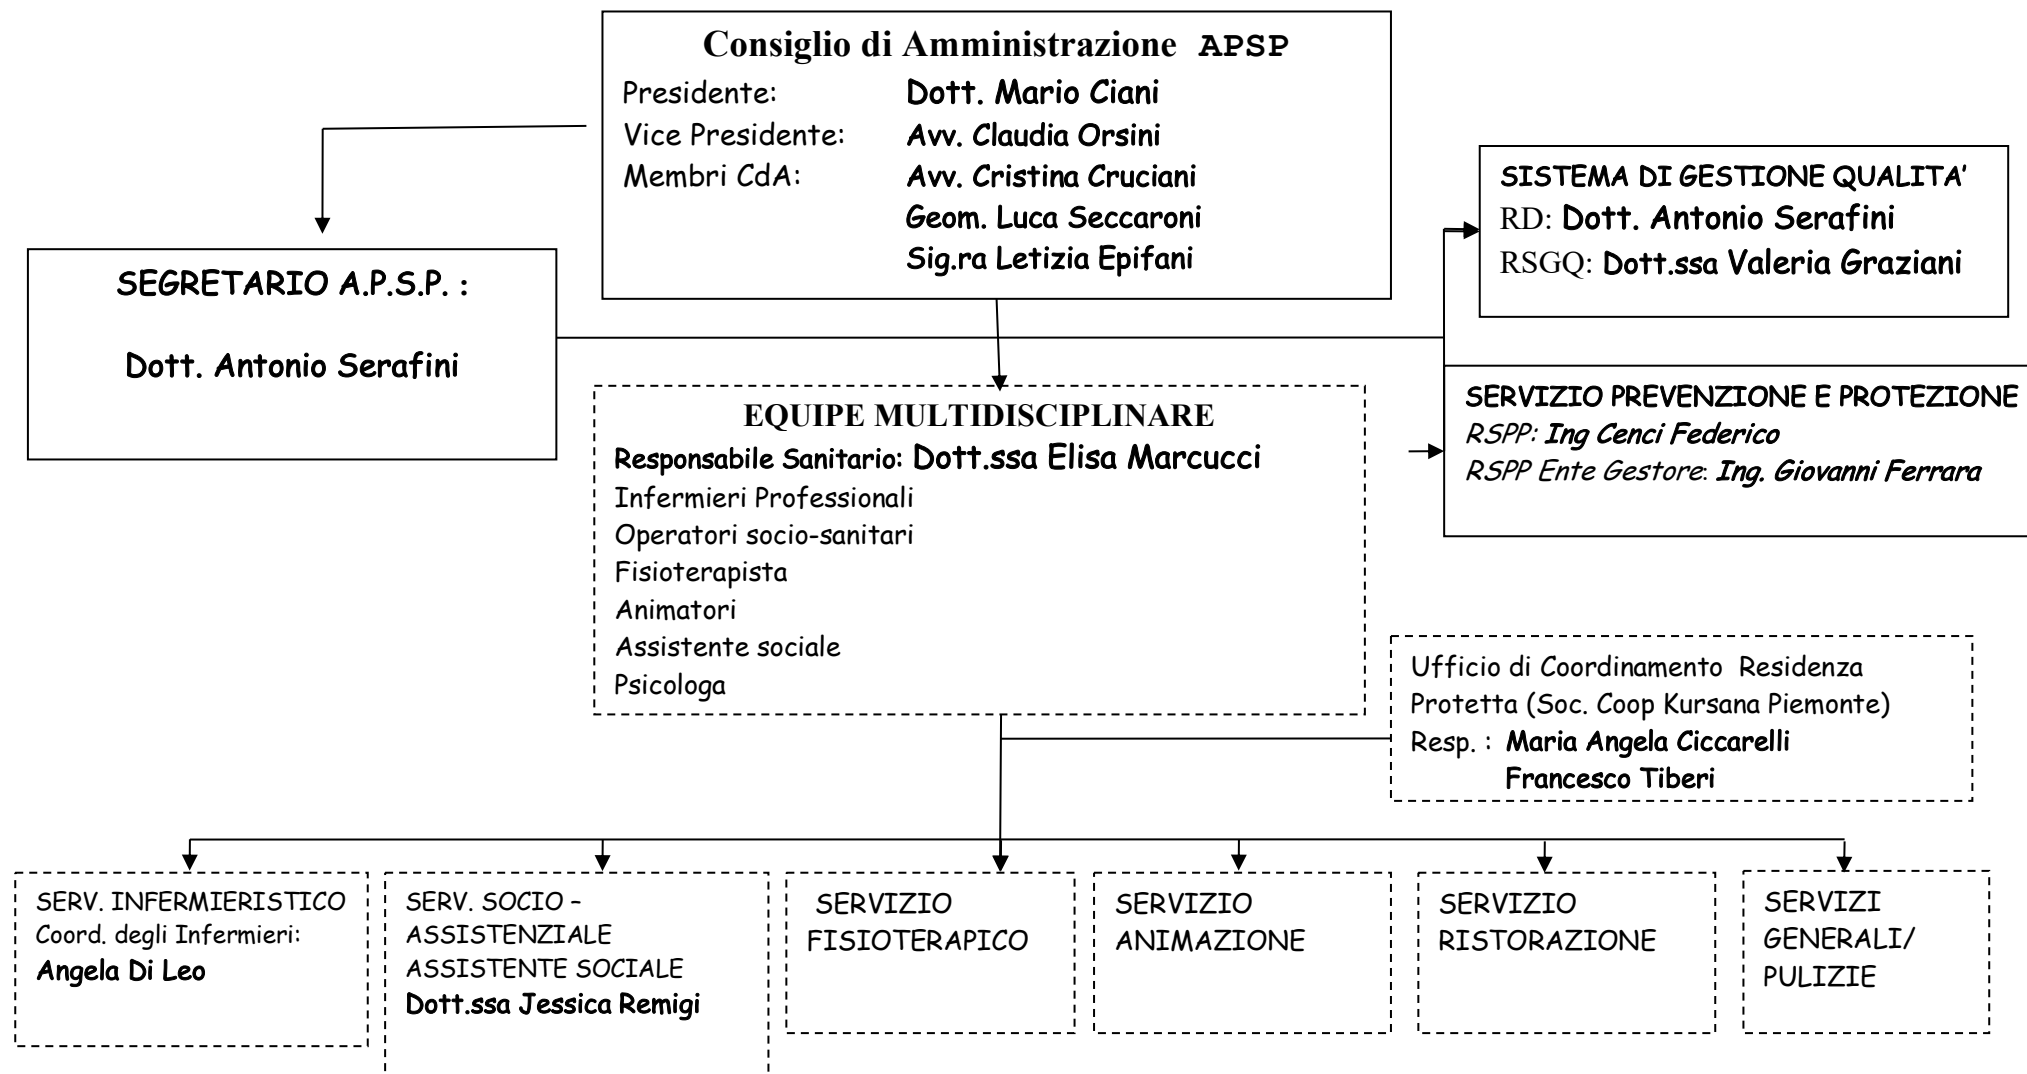 Consiglio di Amministrazione APSP
Presidente: Dott. Mario Ciani
Vice Presidente: Avv. Claudia Orsini
Membri CdA: Avv. Cristina Cruciani
Geom. Luca Seccaroni
Sig.ra Letizia Epifani
SEGRETARIO A.P.S.P. :
Dott. Antonio Serafini
SISTEMA DI GESTIONE QUALITA'
RD: Dott. Antonio Serafini
RSGQ: Dott.ssa Valeria Graziani
SERVIZIO PREVENZIONE E PROTEZIONE
RSPP: Ing Cenci Federico
RSPP Ente Gestore: Ing. Giovanni Ferrara
EQUIPE MULTIDISCIPLINARE
Responsabile Sanitario: Dott.ssa Elisa Marcucci
Infermieri Professionali
Operatori socio-sanitari
Fisioterapista
Animatori
Assistente sociale
Psicologa
Ufficio di Coordinamento Residenza
Protetta (Soc. Coop Kursana Piemonte)
Resp. : Maria Angela Ciccarelli
Francesco Tiberi
SERV. INFERMIERISTICO
Coord. degli Infermieri:
Angela Di Leo
SERV. SOCIO –
ASSISTENZIALE
ASSISTENTE SOCIALE
Dott.ssa Jessica Remigi
SERVIZIO
FISIOTERAPICO
SERVIZIO
ANIMAZIONE
SERVIZIO
RISTORAZIONE
SERVIZI
GENERALI/
PULIZIE